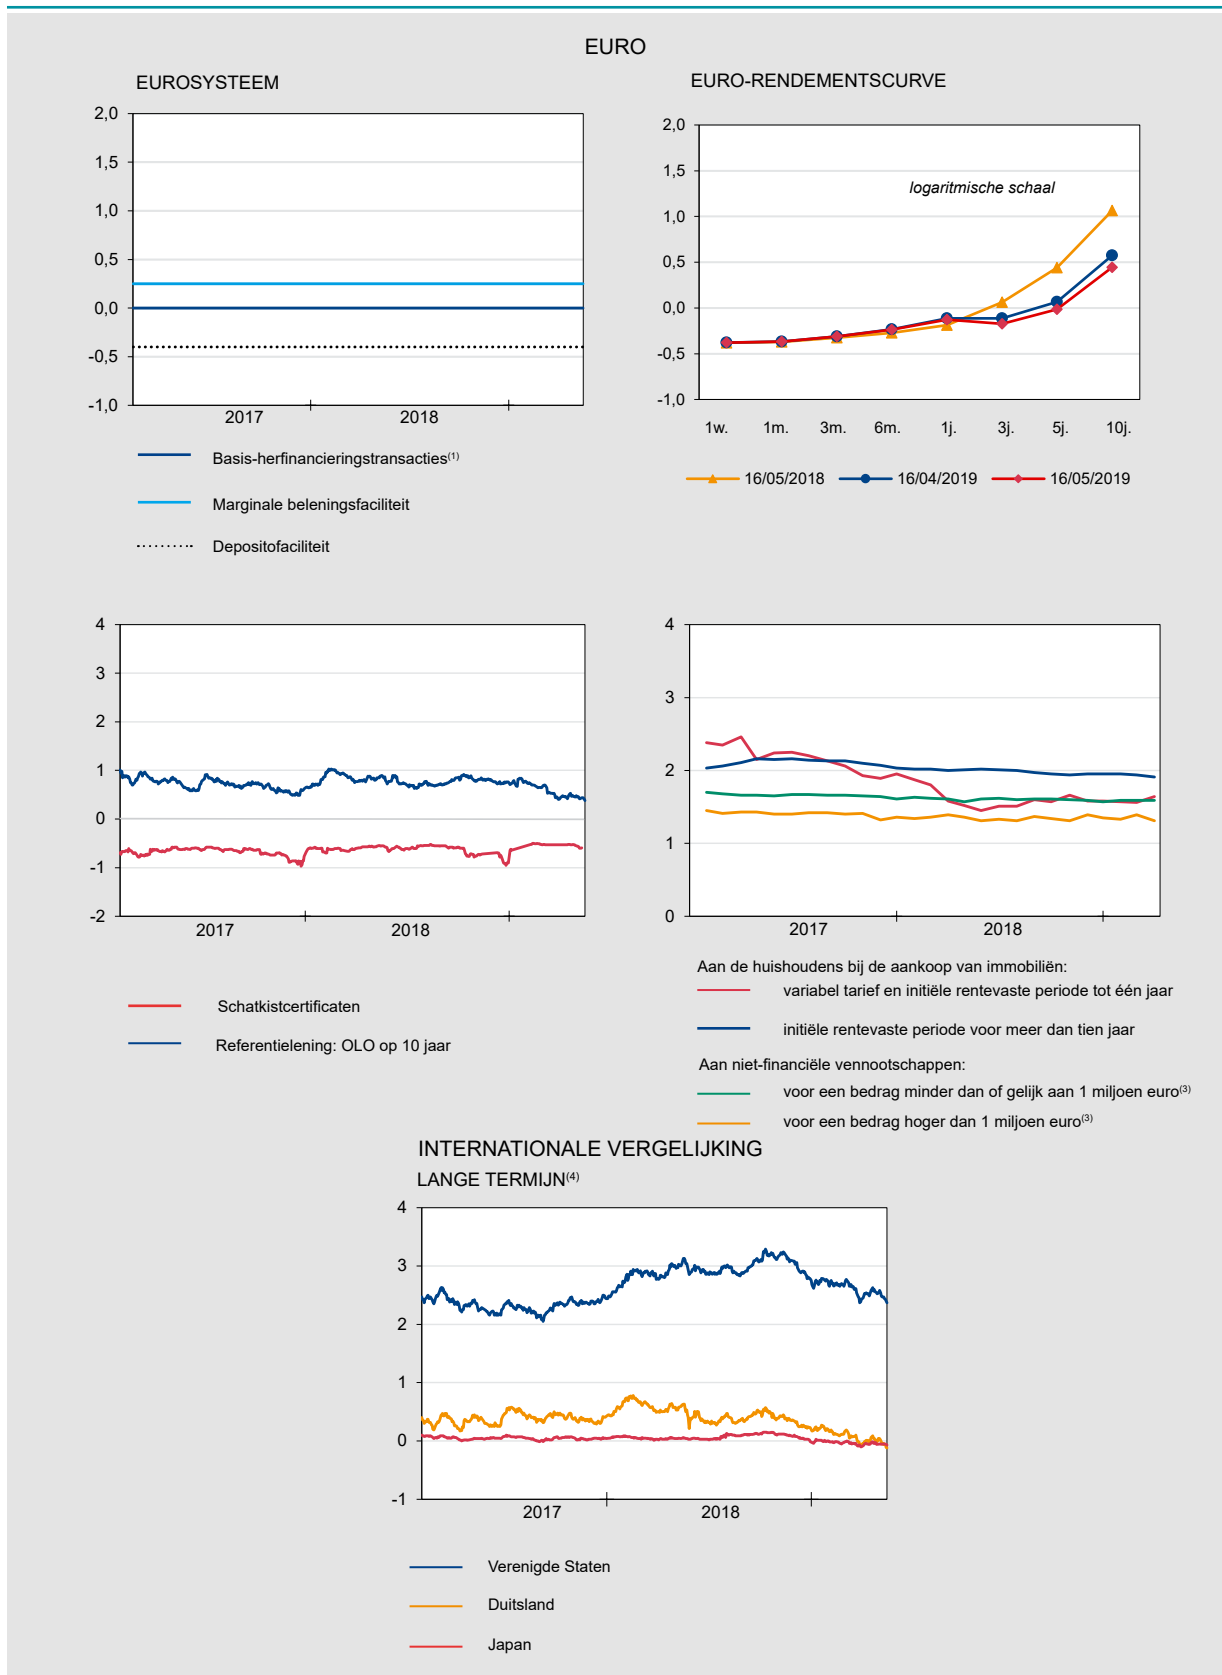 EURO
EUROSYSTEEM
2,0
1,5
1,0
0,5
0,0
-0,5
-1,0
2017 2018
Basis-herfinancieringstransacties(1)
Marginale beleningsfaciliteit
Depositofaciliteit
EURO-RENDEMENTSCURVE
2,0
1,5
1,0
0,5
0,0
-0,5
-1,0
logaritmische schaal
1w. 1m. 3m. 6m. 1j. 3j. 5j. 10j.
16/05/2018 16/04/2019 16/05/2019
4
3
2
1
0
-1
-2
2017 2018
Schatkistcertificaten
Referentielening: OLO op 10 jaar
4
3
2
1
0
2017 2018
Aan de huishoudens bij de aankoop van immobiliën:
variabel tarief en initiële rentevaste periode tot één jaar
initiële rentevaste periode voor meer dan tien jaar
Aan niet-financiële vennootschappen:
voor een bedrag minder dan of gelijk aan 1 miljoen euro(3)
voor een bedrag hoger dan 1 miljoen euro(3)
INTERNATIONALE VERGELIJKING
LANGE TERMIJN(4)
4
3
2
1
0
-1
2017 2018
Verenigde Staten
Duitsland
Japan